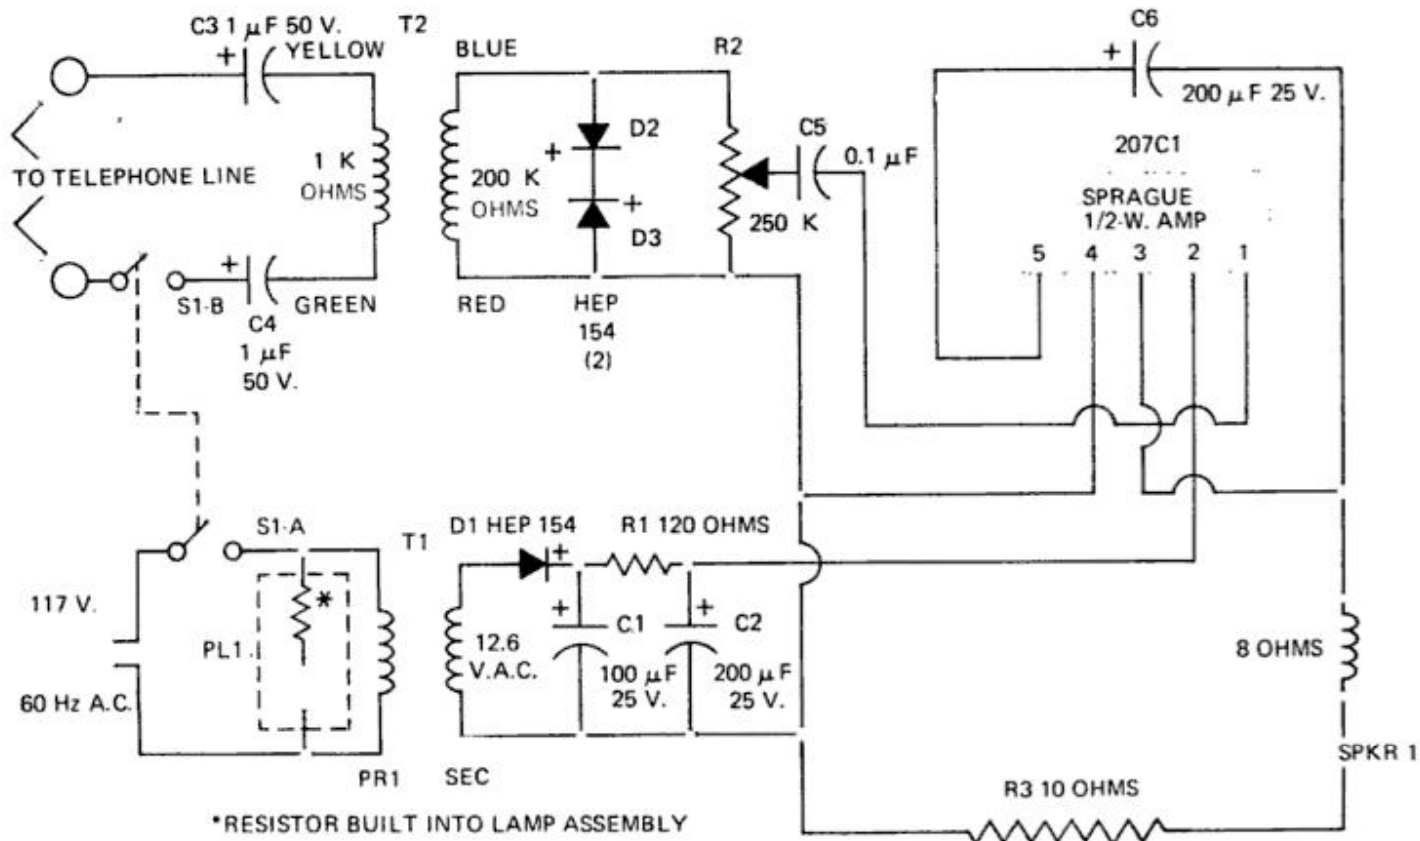 C3 1 µF 50 V.
YELLOW
T2
BLUE
R2
C6
+
+
200 µF 25 V.
D2
C5
207C1
+
0.1 µF
TO TELEPHONE LINE
1 K
OHMS
200 K
OHMS
SPRAGUE
1/2-W. AMP
+
250 K
D3
5 4 3 2 1
+
S1-B
C4
1 µF
50 V.
GREEN
RED
HEP
154
(2)
S1-A
T1
D1 HEP 154
R1 120 OHMS
+
117 V.
*
+
C1
+
C2
PL1
12.6
V.A.C.
100 µF
25 V.
200 µF
25 V.
8 OHMS
60 Hz A.C.
PR1
SEC
SPKR 1
R3 10 OHMS
*RESISTOR BUILT INTO LAMP ASSEMBLY